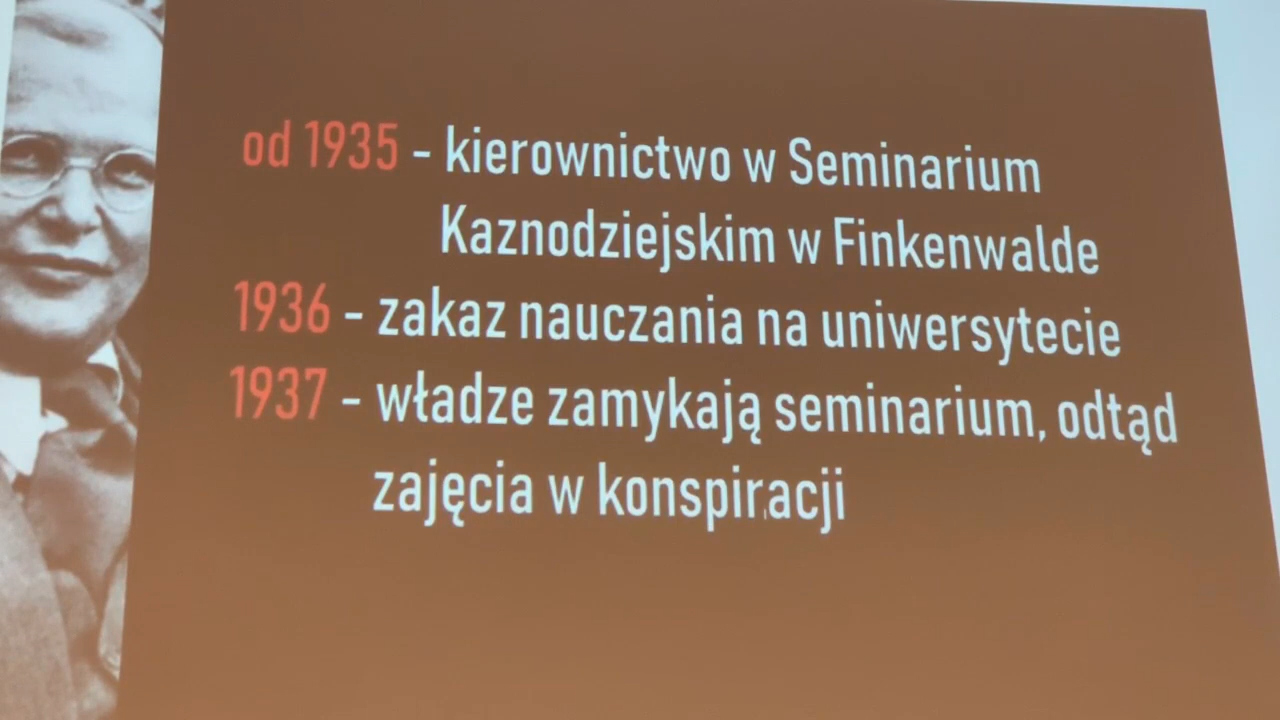 od 1935 - kierownictwo w Seminarium
Kaznodziejskim w Finkenwalde
1936 - zakaz nauczania na uniwersytecie
1937 - władze zamykają seminarium, odtąd
zajęcia w konspiracji